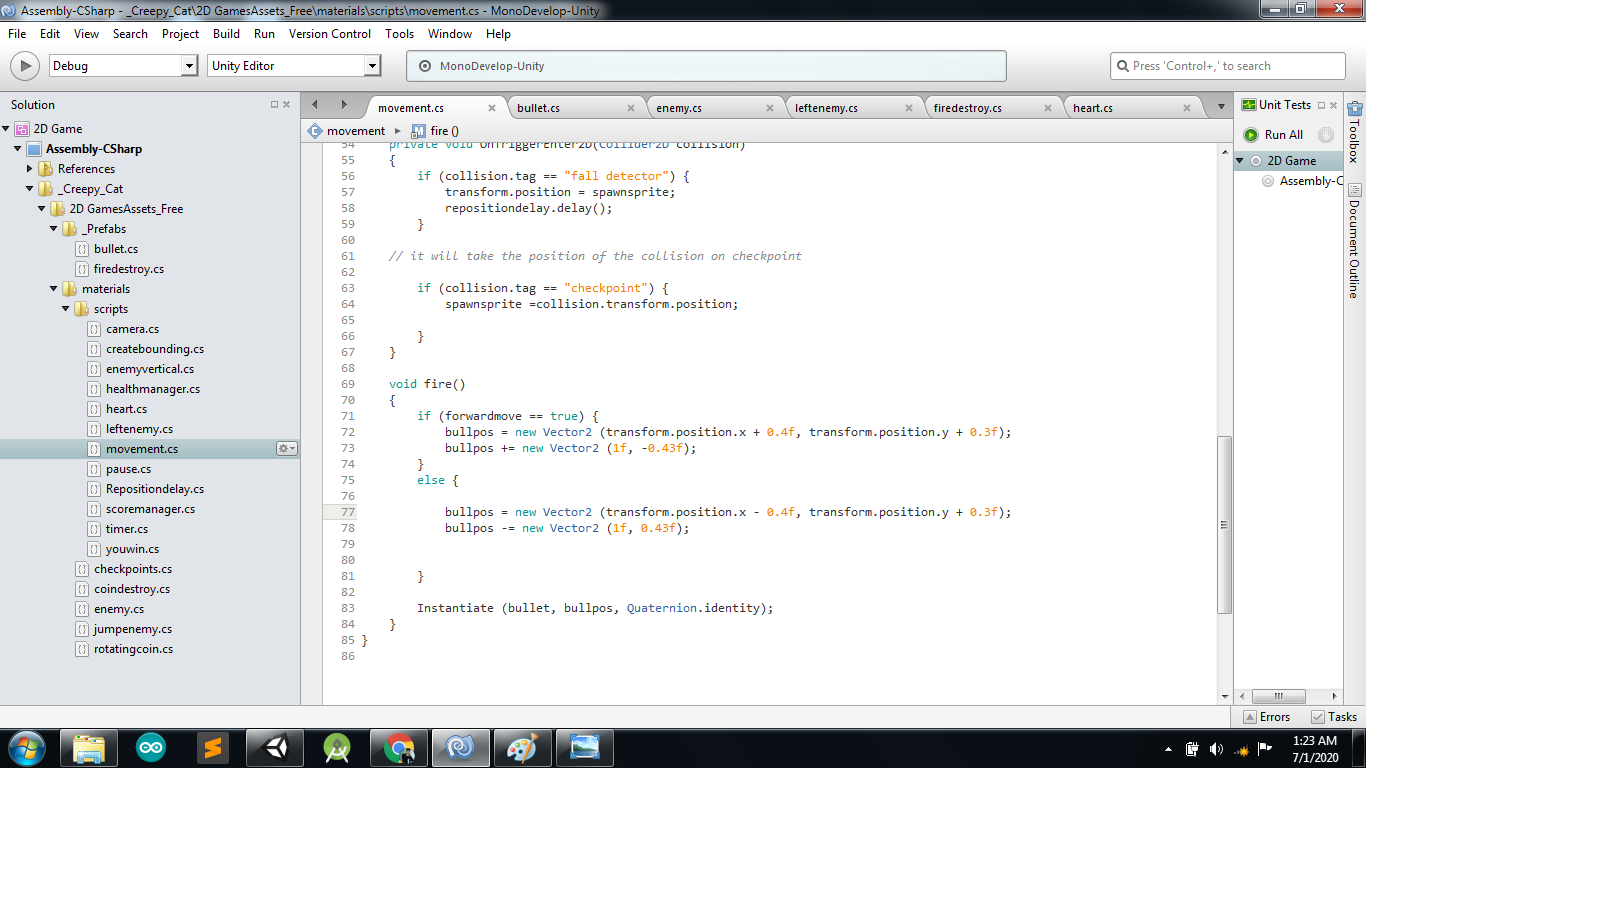 Assembly-CSharp - _Creepy_Cat\2D GamesAssets_Free\materials\scripts\movement.cs - MonoDevelop-Unity
File Edit View Search Project Build Run Version Control Tools Window Help
Debug Unity Editor MonoDevelop-Unity Press 'Control+,' to search
Solution
2D Game
Assembly-CSharp
References
_Creepy_Cat
2D GamesAssets_Free
_Prefabs
bullet.cs
firedestroy.cs
materials
scripts
camera.cs
createbounding.cs
enemyvertical.cs
healthmanager.cs
heart.cs
leftenemy.cs
movement.cs
pause.cs
Repositiondelay.cs
scoremanager.cs
timer.cs
youwin.cs
checkpoints.cs
coindestroy.cs
enemy.cs
jumpenemy.cs
rotatingcoin.cs
movement.cs bullet.cs enemy.cs leftenemy.cs firedestroy.cs heart.cs
movement fire ()
54 private void OnTriggerEnter2D(Collider2D collision)
55 {
56 if (collision.tag == "fall detector") {
57 transform.position = spawnsprite;
58 repositiondelay.delay();
59 }
60
61 // it will take the position of the collision on checkpoint
62
63 if (collision.tag == "checkpoint") {
64 spawnsprite =collision.transform.position;
65
66 }
67 }
68
69 void fire()
70 {
71 if (forwardmove == true) {
72 bullpos = new Vector2 (transform.position.x + 0.4f, transform.position.y + 0.3f);
73 bullpos += new Vector2 (1f, -0.43f);
74 }
75 else {
76
77 bullpos = new Vector2 (transform.position.x - 0.4f, transform.position.y + 0.3f);
78 bullpos -= new Vector2 (1f, 0.43f);
79
80
81 }
82
83 Instantiate (bullet, bullpos, Quaternion.identity);
84 }
85 }
86
Unit Tests
Run All
2D Game
Assembly-C
Toolbox
Document Outline
Errors Tasks
1:23 AM
7/1/2020